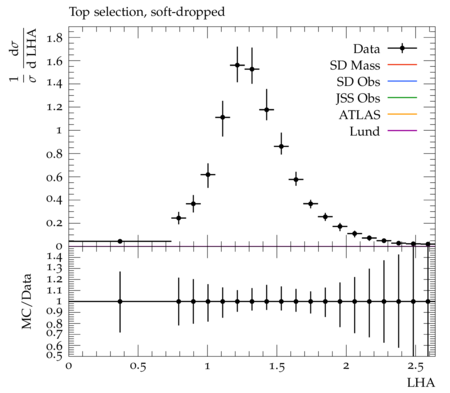 Top selection, soft-dropped
1/σ dσ/d LHA
Data
SD Mass
SD Obs
JSS Obs
ATLAS
Lund
1.8
1.6
1.4
1.2
1
0.8
0.6
0.4
0.2
0
MC/Data
1.4
1.3
1.2
1.1
1
0.9
0.8
0.7
0.6
0.5
0
0.5
1
1.5
2
2.5
LHA